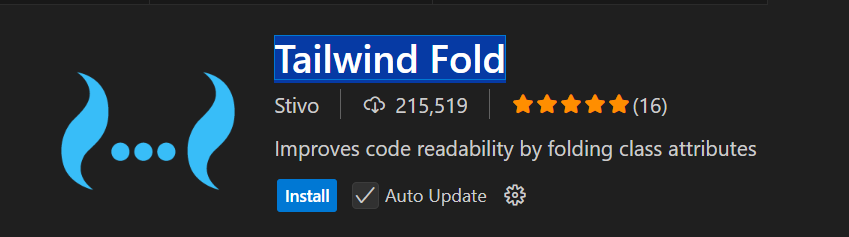 Tailwind Fold
Stivo 215,519 (16)
Improves code readability by folding class attributes
Install Auto Update